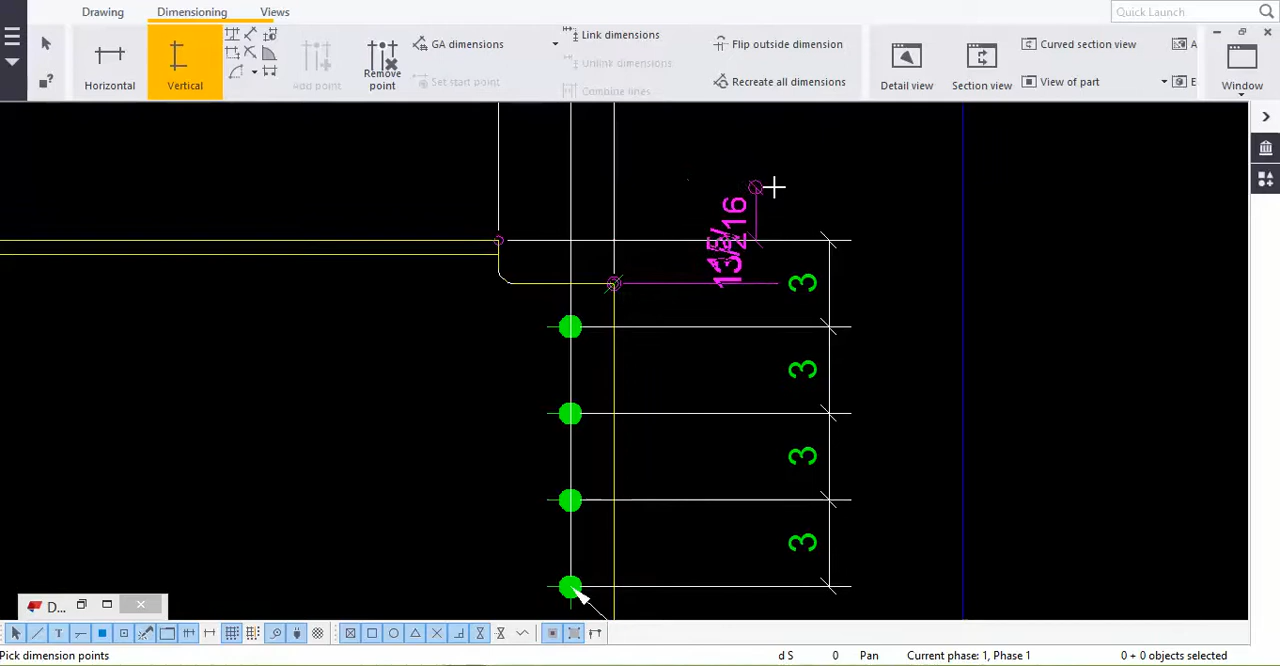 Drawing Dimensioning Views Quick Launch
Horizontal Vertical Add point Remove point GA dimensions Set start point Link dimensions Unlink dimensions Combine lines Flip outside dimension Recreate all dimensions Detail view Section view Curved section view View of part A E Window
3
3
3
3
D...
Pick dimension points d S 0 Pan Current phase: 1, Phase 1 0 + 0 objects selected